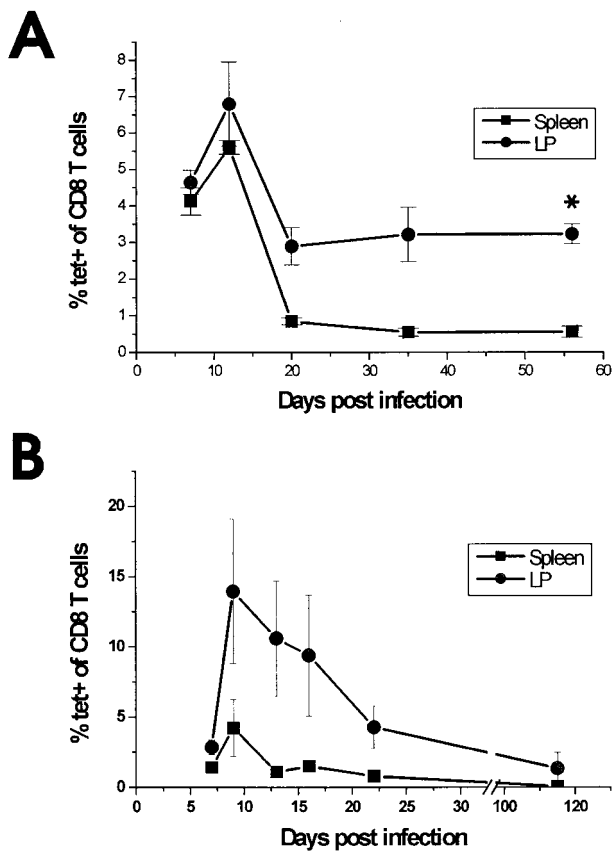 A
% tet+ of CD8 T cells
8
7
6
5
4
3
2
1
0
Spleen
LP
*
0 10 20 30 40 50 60
Days post infection
B
% tet+ of CD8 T cells
20
15
10
5
0
Spleen
LP
0 5 10 15 20 25 30 100 120
Days post infection